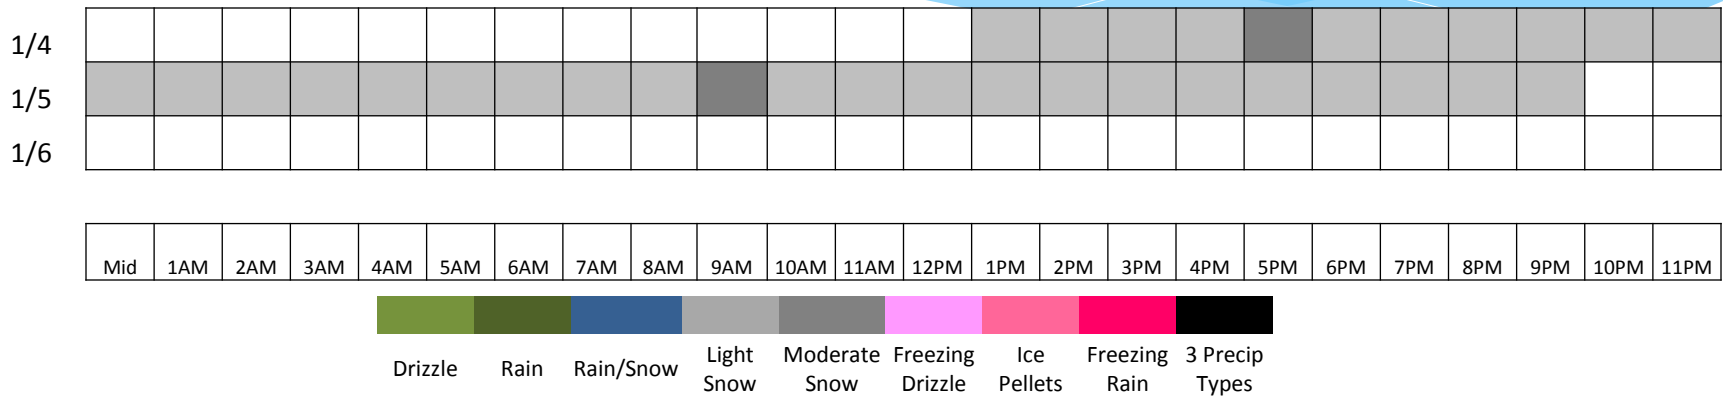 1/4
1/5
1/6
Mid 1AM 2AM 3AM 4AM 5AM 6AM 7AM 8AM 9AM 10AM 11AM 12PM 1PM 2PM 3PM 4PM 5PM 6PM 7PM 8PM 9PM 10PM 11PM
Drizzle
Rain
Rain/Snow
Light
Snow
Moderate
Snow
Freezing
Drizzle
Ice
Pellets
Freezing
Rain
3 Precip
Types